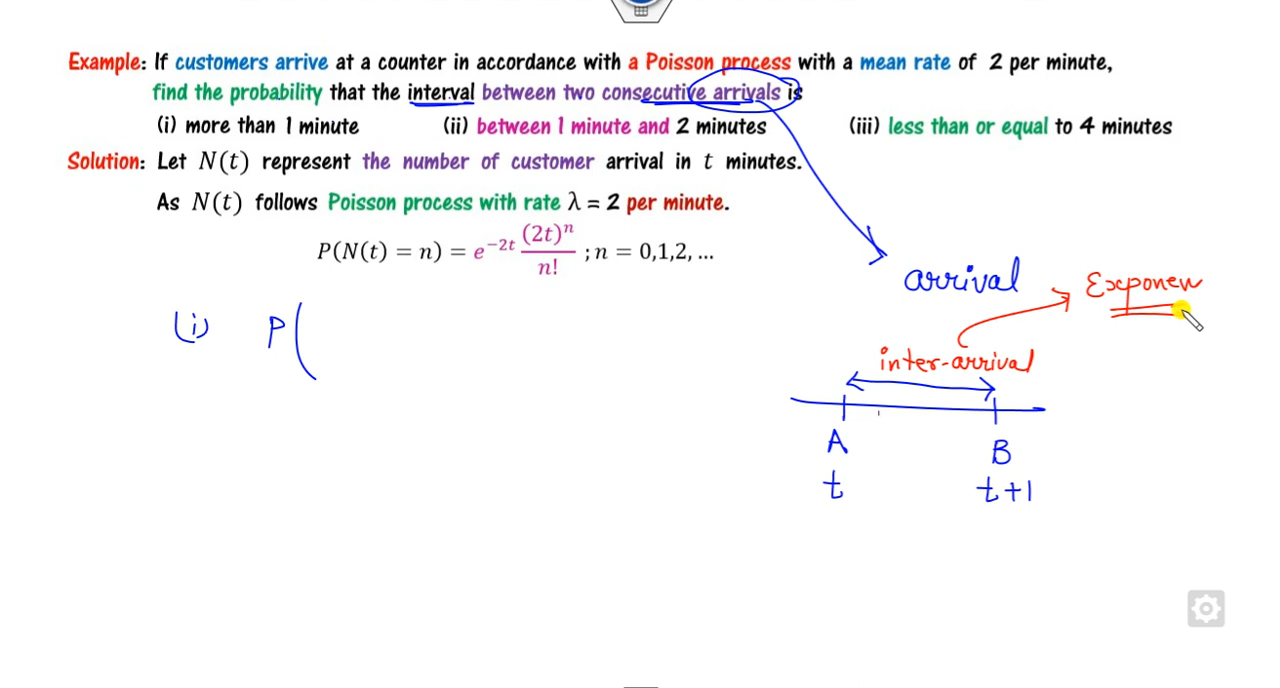 Example: If customers arrive at a counter in accordance with a Poisson process with a mean rate of 2 per minute,
find the probability that the interval between two consecutive arrivals is
(i) more than 1 minute (ii) between 1 minute and 2 minutes (iii) less than or equal to 4 minutes
Solution: Let N(t) represent the number of customer arrival in t minutes.
As N(t) follows Poisson process with rate λ = 2 per minute.
P(N(t) = n) = e^{-2t} \frac{(2t)^n}{n!} ; n = 0,1,2, ...
arrival
Exponen
(i) P(
inter-arrival
A B
t t+1